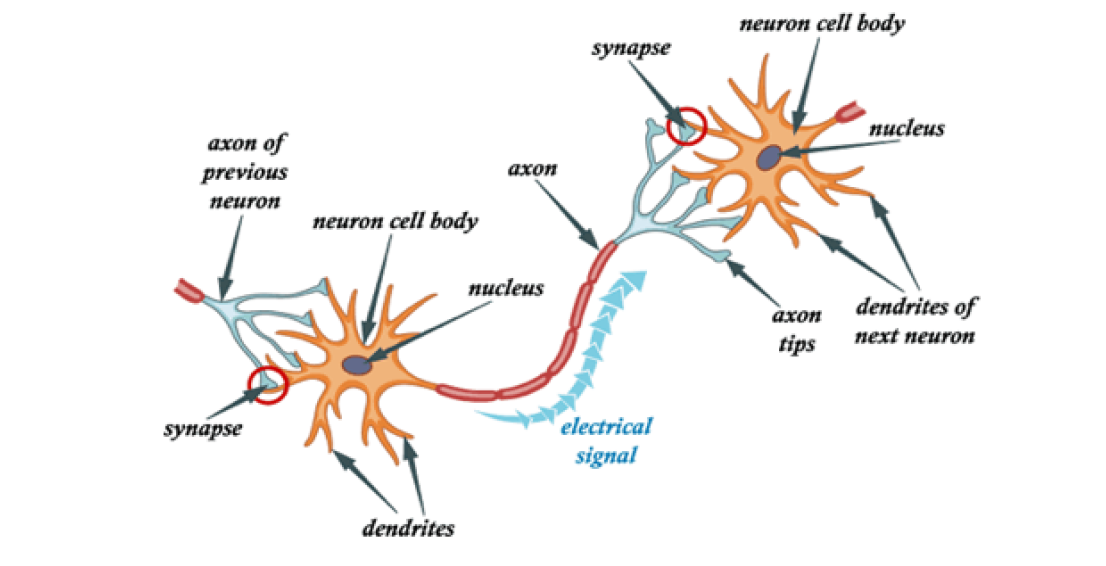 neuron cell body
synapse
nucleus
axon of
previous
neuron
axon
neuron cell body
nucleus
axon
tips
dendrites of
next neuron
synapse
electrical
signal
dendrites